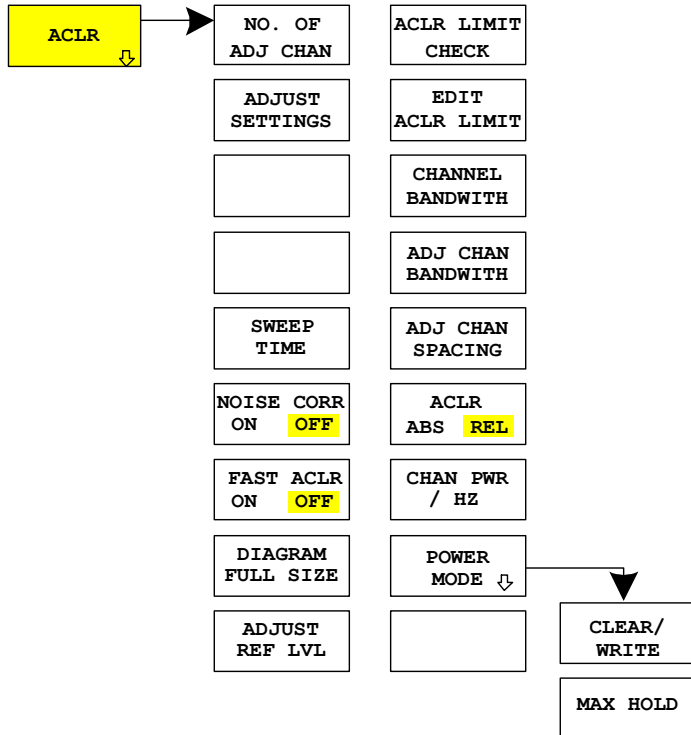 ACLR
NO. OF
ADJ CHAN
ADJUST
SETTINGS
SWEEP
TIME
NOISE CORR
ON OFF
FAST ACLR
ON OFF
DIAGRAM
FULL SIZE
ADJUST
REF LVL
ACLR LIMIT
CHECK
EDIT
ACLR LIMIT
CHANNEL
BANDWITH
ADJ CHAN
BANDWITH
ADJ CHAN
SPACING
ACLR
ABS REL
CHAN PWR
/ HZ
POWER
MODE
CLEAR/
WRITE
MAX HOLD